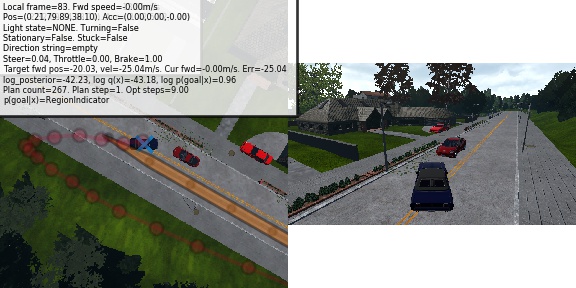 Local frame=83. Fwd speed=-0.00m/s
Pos=(0.21,79.89,38.10). Acc=(0.00,0.00,-0.00)
Light state=NONE. Turning=False
Stationary=False. Stuck=False
Direction string=empty
Steer=0.04, Throttle=0.00, Brake=1.00
Target fwd pos=-20.03, vel=-25.04m/s. Cur fwd=-0.00m/s. Err=-25.04
log_posterior=-42.23, log q(x)=-43.18, log p(goal|x)=0.96
Plan count=267. Plan step=1. Opt steps=9.00
p(goal|x)=RegionIndicator